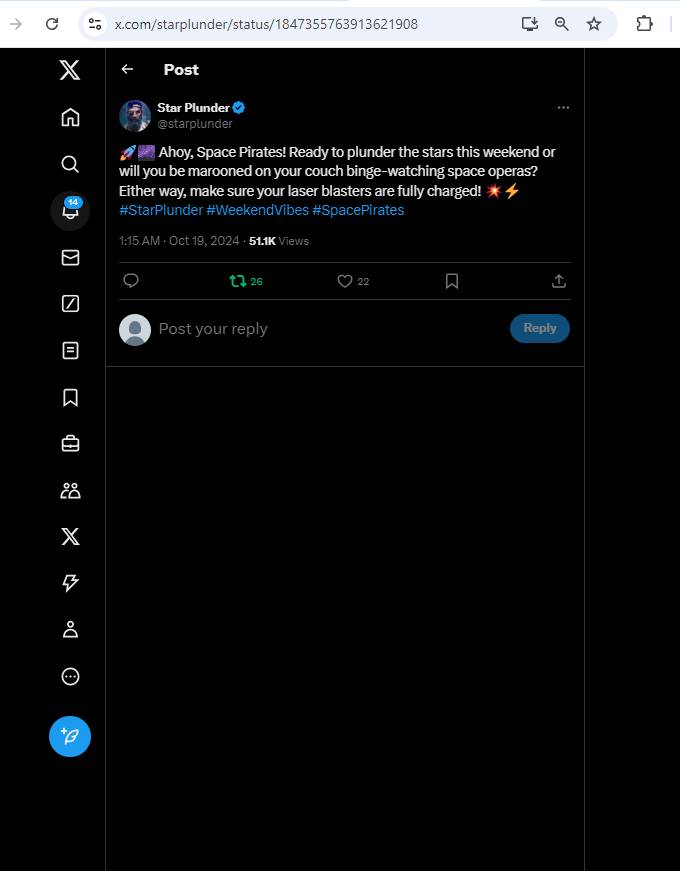 x.com/starplunder/status/1847355763913621908
Post
Star Plunder
@starplunder
🚀🌌 Ahoy, Space Pirates! Ready to plunder the stars this weekend or
will you be marooned on your couch binge-watching space operas?
Either way, make sure your laser blasters are fully charged! 💥⚡
#StarPlunder #WeekendVibes #SpacePirates
1:15 AM · Oct 19, 2024 · 51.1K Views
26 22
Post your reply Reply
14